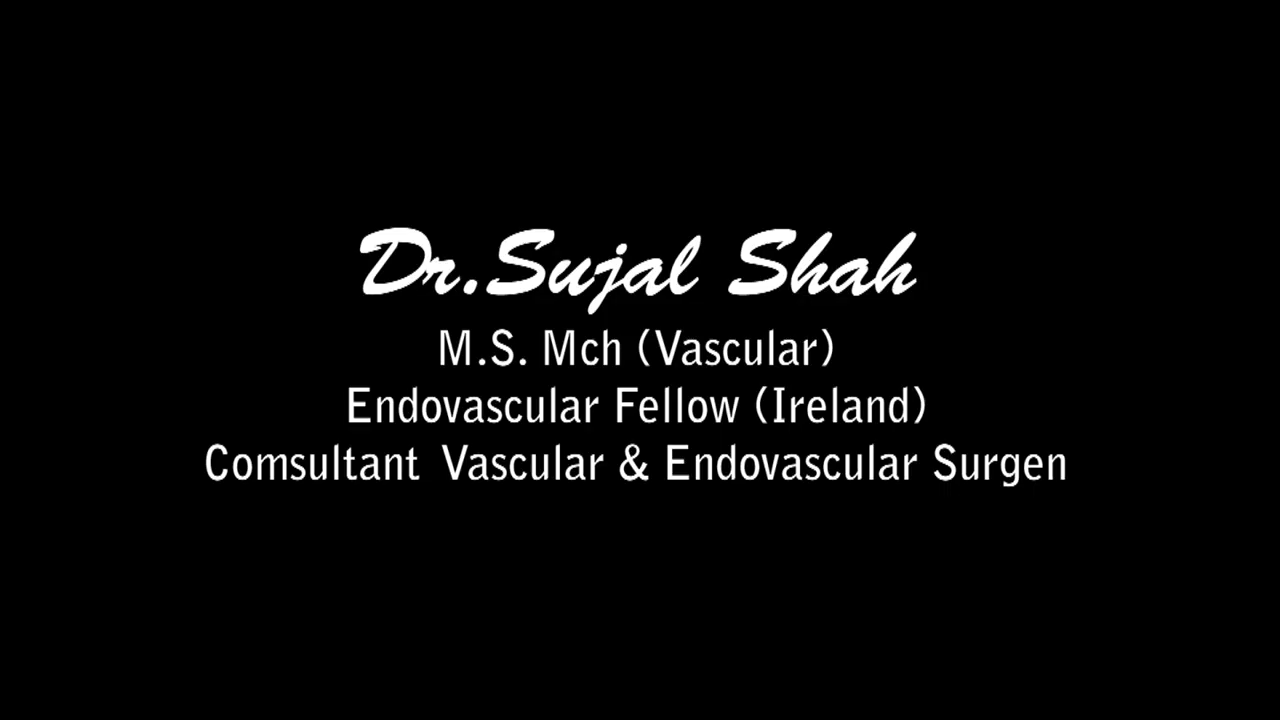 Dr.Sujal Shah
M.S. Mch (Vascular)
Endovascular Fellow (Ireland)
Comsultant Vascular & Endovascular Surgen